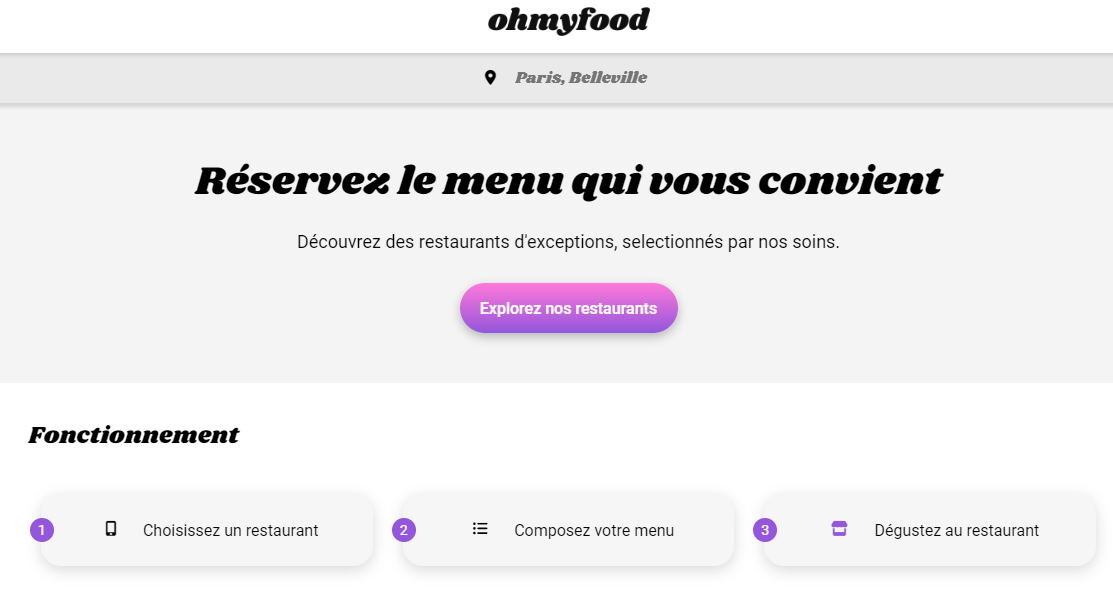 ohmyfood
Paris, Belleville
Réservez le menu qui vous convient
Découvrez des restaurants d'exceptions, selectionnés par nos soins.
Explorez nos restaurants
Fonctionnement
1 Choisissez un restaurant
2 Composez votre menu
3 Dégustez au restaurant